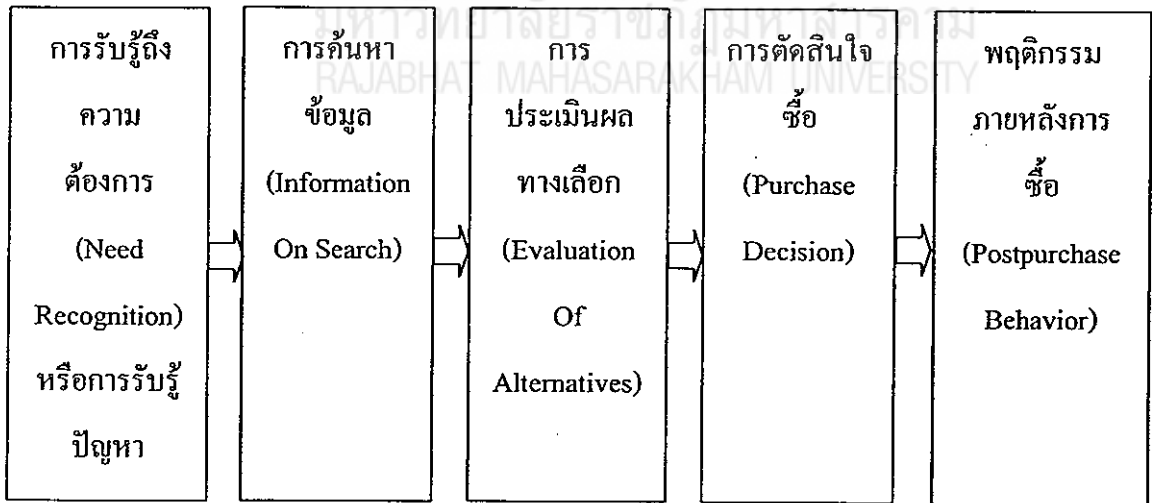 มหาวิทยาลัยราชภัฏมหาสารคาม
RAJABHAT MAHASARAKHAM UNIVERSITY
การรับรู้ถึง
ความ
ต้องการ
(Need
Recognition)
หรือการรับรู้
ปัญหา
การค้นหา
ข้อมูล
(Information
On Search)
การ
ประเมินผล
ทางเลือก
(Evaluation
Of
Alternatives)
การตัดสินใจ
ซื้อ
(Purchase
Decision)
พฤติกรรม
ภายหลังการ
ซื้อ
(Postpurchase
Behavior)